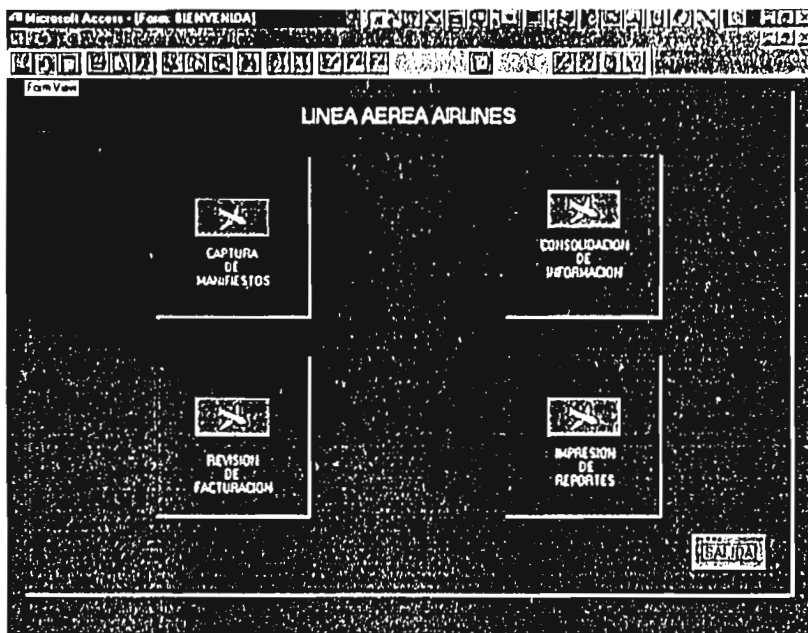 Microsoft Access - [Form: BIENVENIDA]
Form View
LINEA AEREA AIRLINES
CAPTURA
DE
MANIFIESTOS
CONSOLIDACION
DE
INFORMACION
REVISION
DE
FACTURACION
IMPRESION
DE
REPORTES
SALIDA